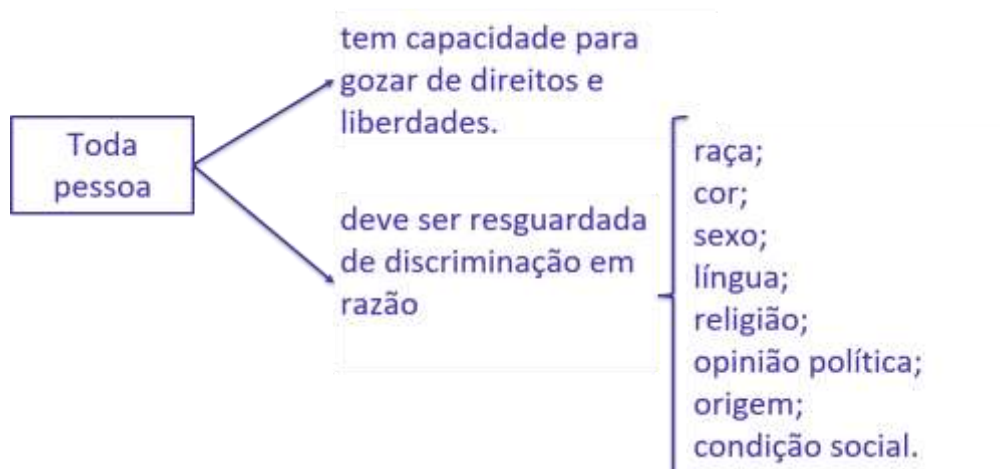 Toda
pessoa
tem capacidade para
gozar de direitos e
liberdades.
deve ser resguardada
de discriminação em
razão
raça;
cor;
sexo;
língua;
religião;
opinião política;
origem;
condição social.